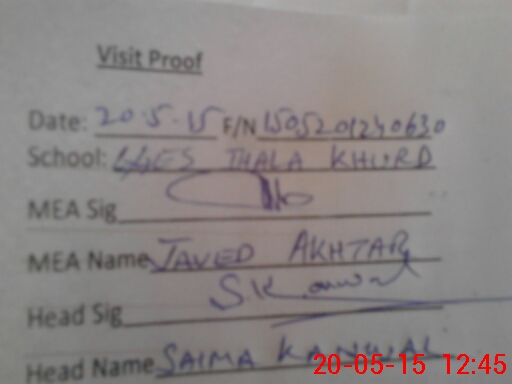 Visit Proof
Date: 20.5.15 F/N 1505201240630
School: GGES THALA KHURD
MEA Sig
MEA Name JAVED AKHTAR
Head Sig
Head Name SAIMA KANWAL
20-05-15 12:45